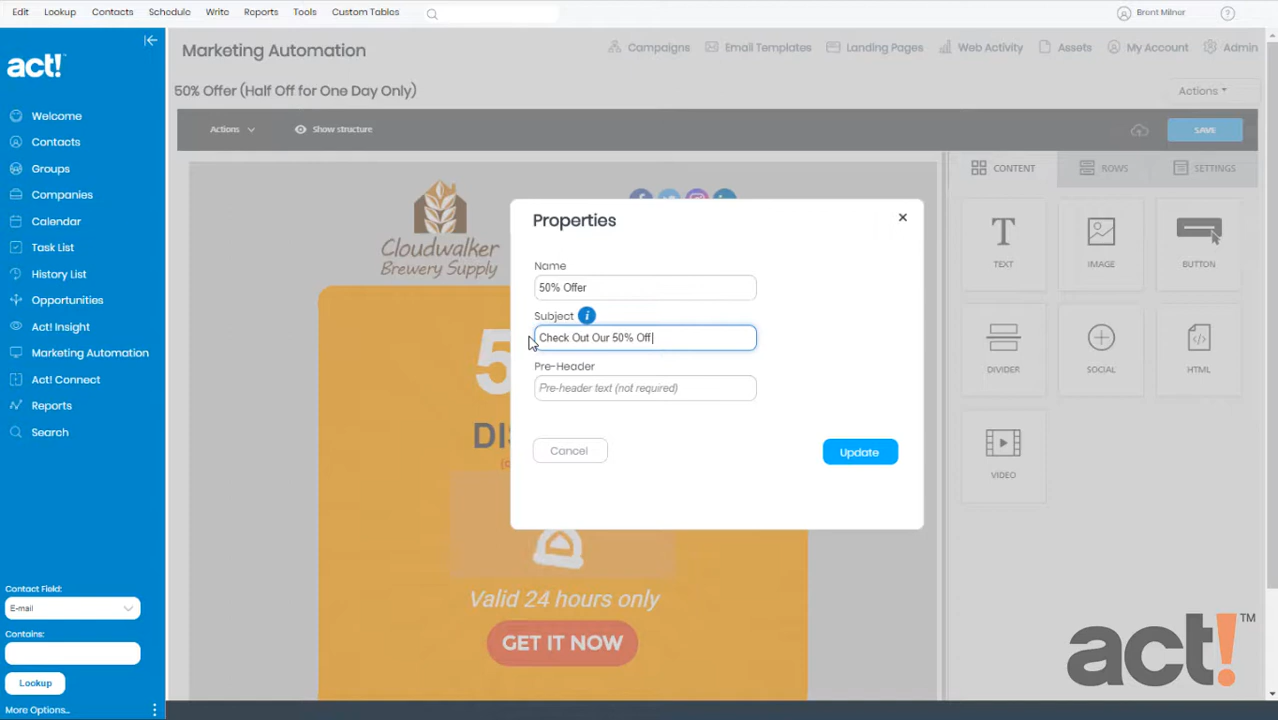 Edit Lookup Contacts Schedule Write Reports Tools Custom Tables
Brent Milner ?
act!
Welcome
Contacts
Groups
Companies
Calendar
Task List
History List
Opportunities
Act! Insight
Marketing Automation
Act! Connect
Reports
Search
Contact Field:
E-mail
Contains:
Lookup
More Options...
Marketing Automation
Campaigns Email Templates Landing Pages Web Activity Assets My Account Admin
50% Offer (Half Off for One Day Only)
Actions
Actions Show structure SAVE
Cloudwalker
Brewery Supply
5
DIS
Valid 24 hours only
GET IT NOW
Properties
Name
50% Offer
Subject i
Check Out Our 50% Off
Pre-Header
Pre-header text (not required)
Cancel Update
CONTENT ROWS SETTINGS
TEXT IMAGE BUTTON
DIVIDER SOCIAL HTML
VIDEO
act!™